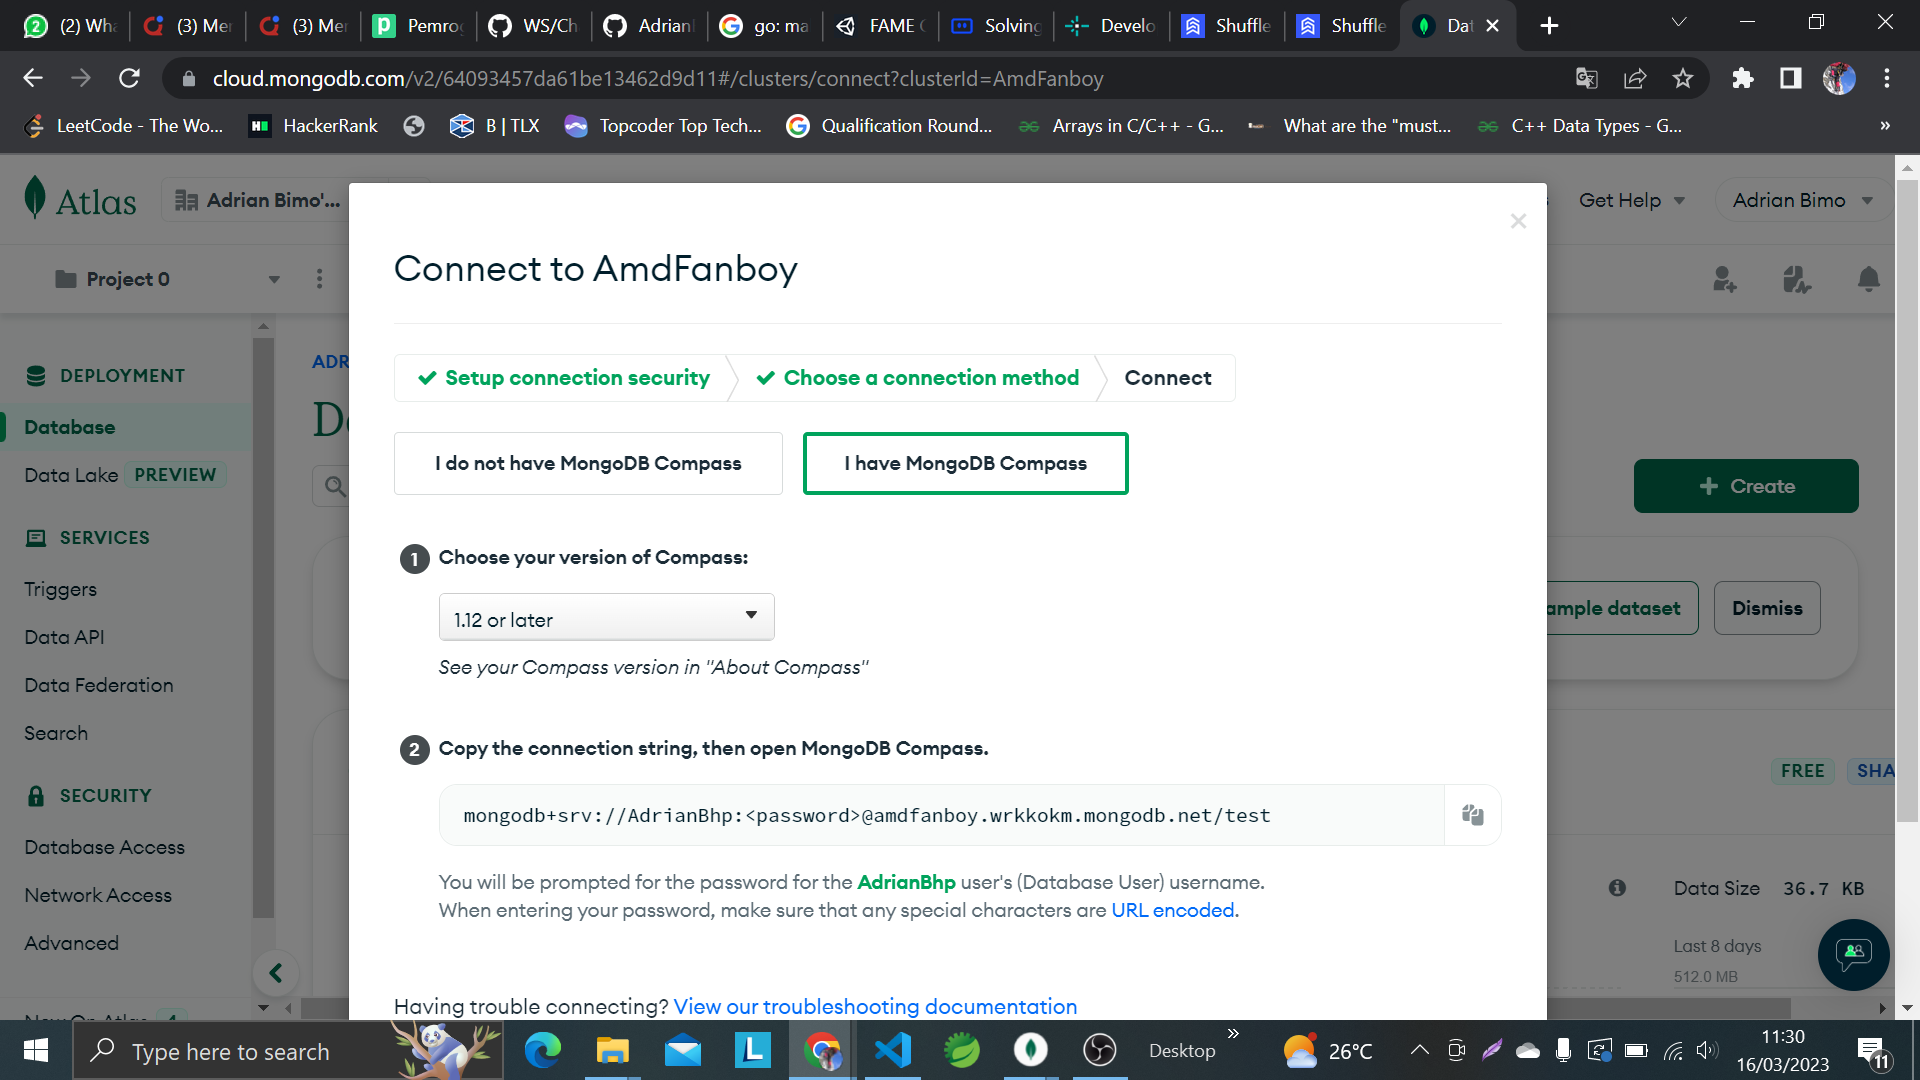 (2) Wha
(3) Mer
(3) Mer
Pemrog
WS/Ch
Adrianl
go: ma
FAME
Solving
Develo
Shuffle
Shuffle
Dat
cloud.mongodb.com/v2/64093457da61be13462d9d11#/clusters/connect?clusterId=AmdFanboy
LeetCode - The Wo...
HackerRank
B | TLX
Topcoder Top Tech...
Qualification Round...
Arrays in C/C++ - G...
What are the "must...
C++ Data Types - G...
»
Atlas
Adrian Bimo'...
Get Help
Adrian Bimo
Project 0
DEPLOYMENT
Database
Data Lake PREVIEW
SERVICES
Triggers
Data API
Data Federation
Search
SECURITY
Database Access
Network Access
Advanced
New On Atlas 4
ADR
Connect to AmdFanboy
Setup connection security
Choose a connection method
Connect
I do not have MongoDB Compass
I have MongoDB Compass
1 Choose your version of Compass:
1.12 or later
See your Compass version in "About Compass"
2 Copy the connection string, then open MongoDB Compass.
mongodb+srv://AdrianBhp:<password>@amdfanboy.wrkkokm.mongodb.net/test
You will be prompted for the password for the AdrianBhp user's (Database User) username.
When entering your password, make sure that any special characters are URL encoded.
Having trouble connecting? View our troubleshooting documentation
+ Create
ample dataset
Dismiss
FREE
SHA
Data Size 36.7 KB
Last 8 days
512.0 MB
Type here to search
Desktop
»
26°C
11:30
16/03/2023
11